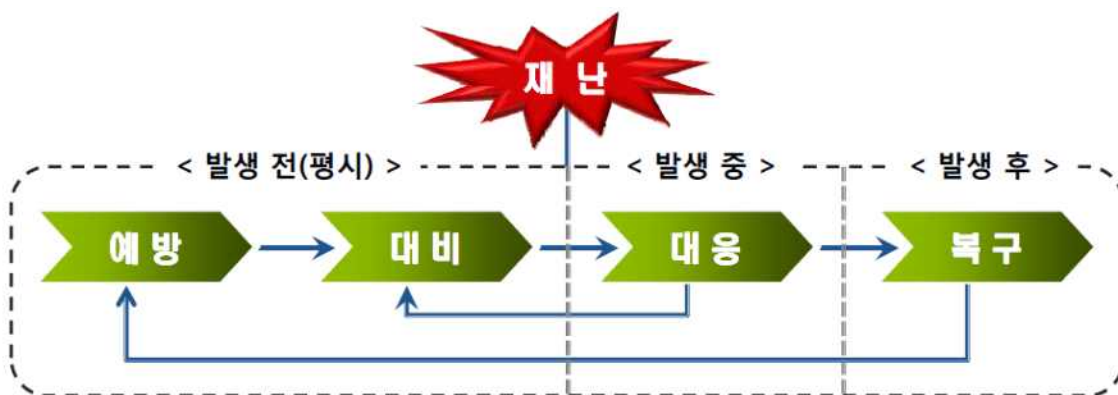 재 난
< 발생 전(평시) > < 발생 중 > < 발생 후 >
예 방 대 비 대 응 복 구